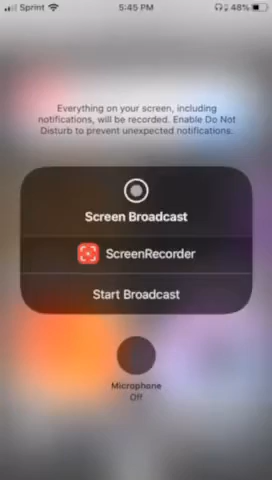 Sprint 5:45 PM 48%
Everything on your screen, including
notifications, will be recorded. Enable Do Not
Disturb to prevent unexpected notifications.
Screen Broadcast
ScreenRecorder
Start Broadcast
Microphone
Off